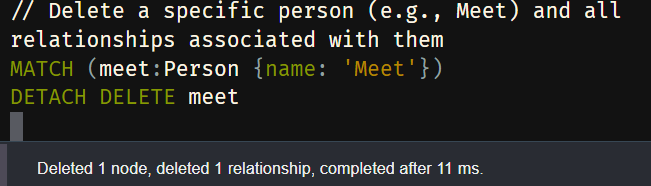 // Delete a specific person (e.g., Meet) and all
relationships associated with them
MATCH (meet:Person {name: 'Meet'})
DETACH DELETE meet
Deleted 1 node, deleted 1 relationship, completed after 11 ms.